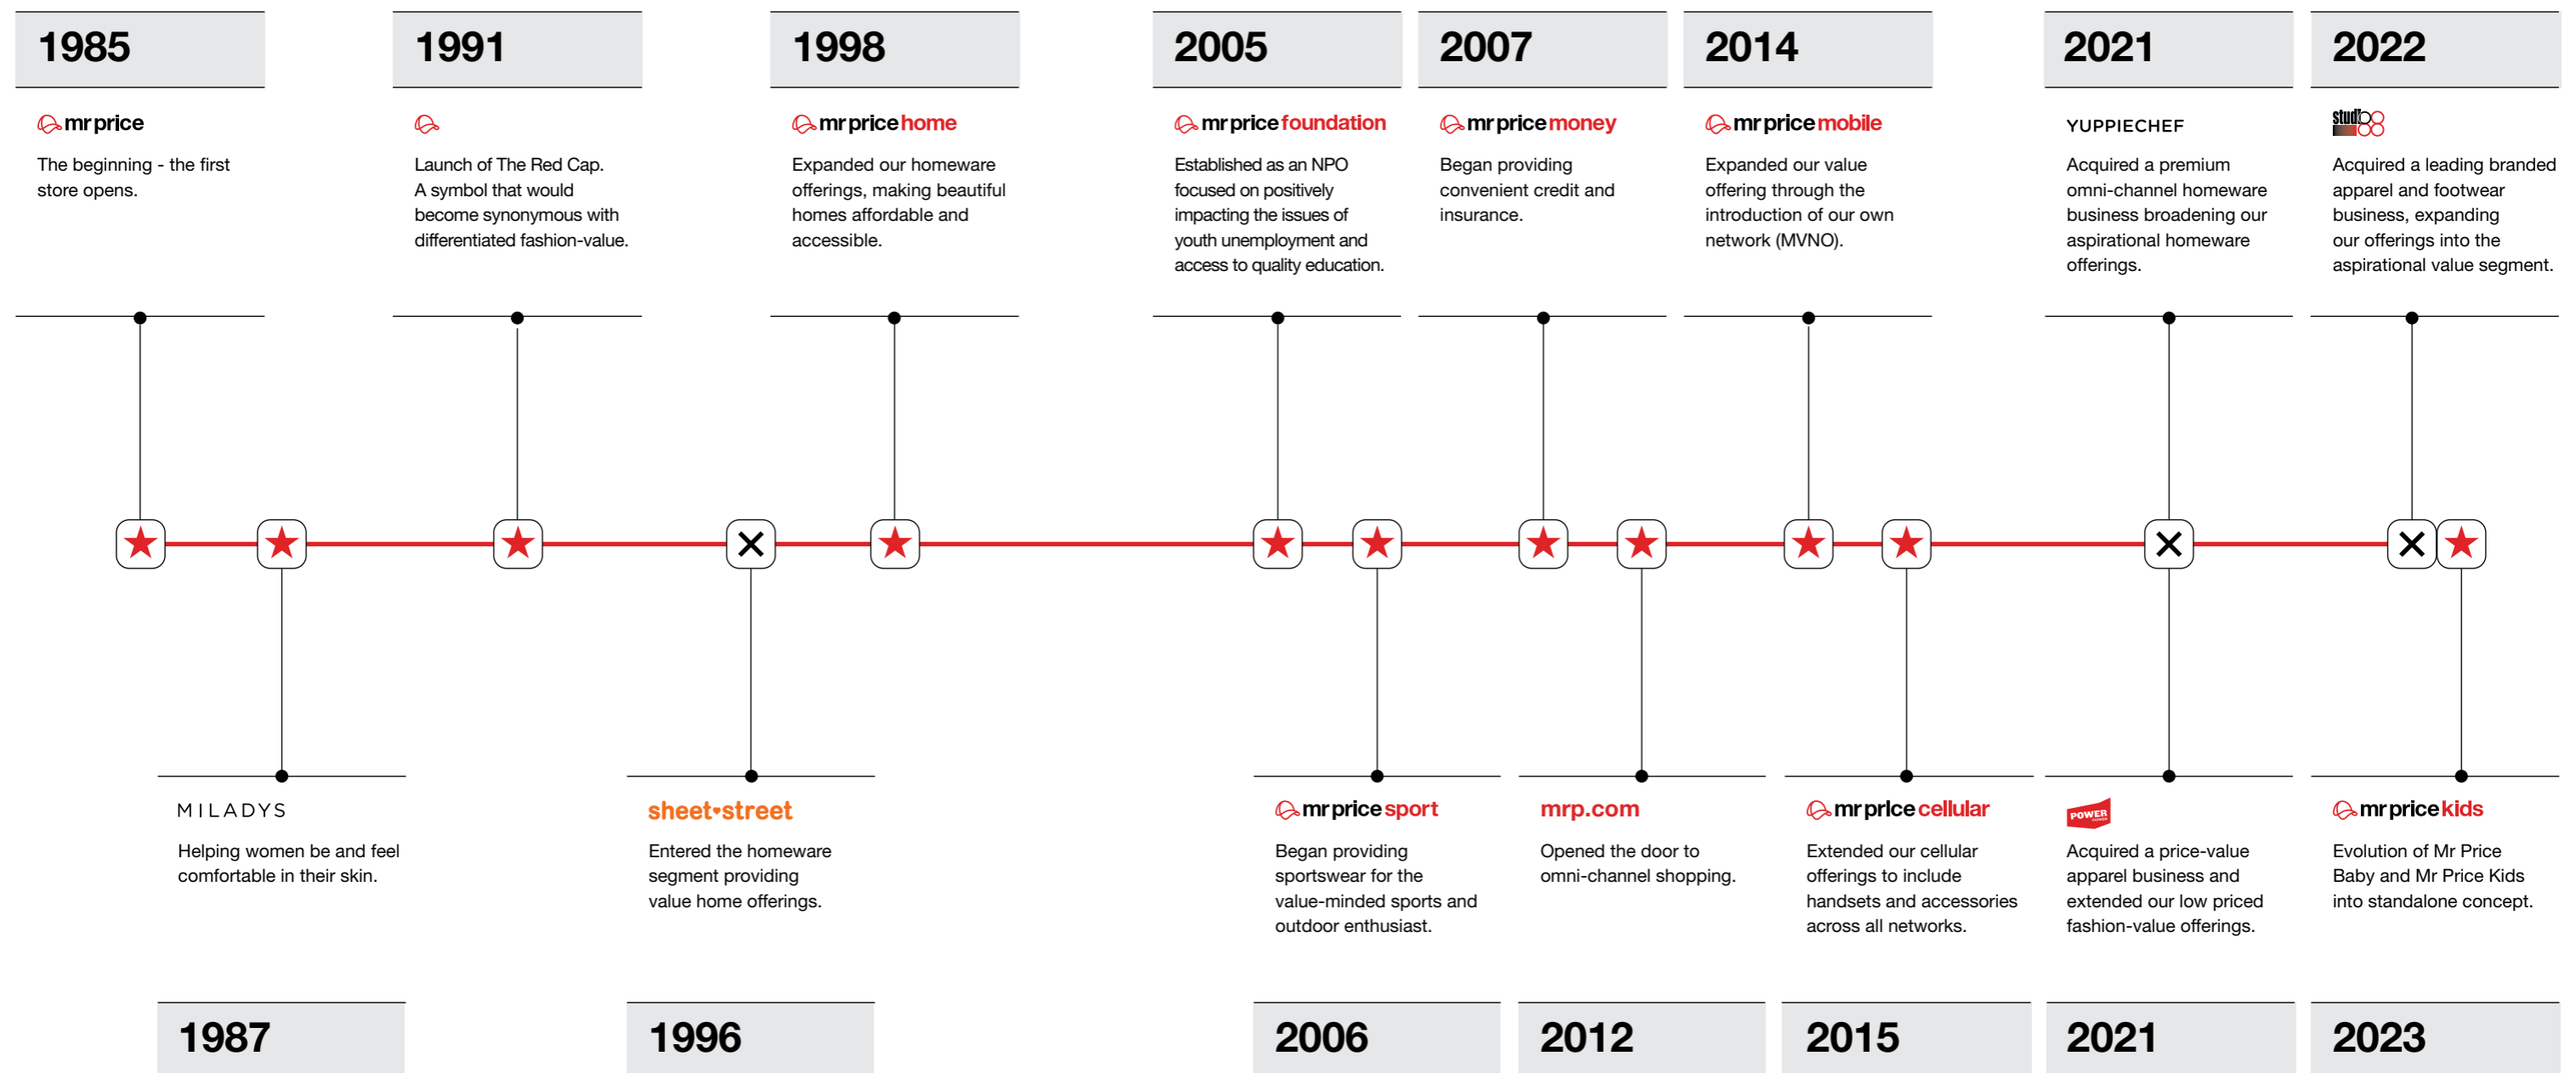 1985
mr price
The beginning - the first
store opens.
1991
Launch of The Red Cap.
A symbol that would
become synonymous with
differentiated fashion-value.
1998
mr price home
Expanded our homeware
offerings, making beautiful
homes affordable and
accessible.
2005
mr price foundation
Established as an NPO
focused on positively
impacting the issues of
youth unemployment and
access to quality education.
2007
mr price money
Began providing
convenient credit and
insurance.
2014
mr price mobile
Expanded our value
offering through the
introduction of our own
network (MVNO).
2021
YUPPIECHEF
Acquired a premium
omni-channel homeware
business broadening our
aspirational homeware
offerings.
2022
studio 88
Acquired a leading branded
apparel and footwear
business, expanding
our offerings into the
aspirational value segment.
MILADYS
Helping women be and feel
comfortable in their skin.
1987
sheet street
Entered the homeware
segment providing
value home offerings.
1996
mr price sport
Began providing
sportswear for the
value-minded sports and
outdoor enthusiast.
2006
mrp.com
Opened the door to
omni-channel shopping.
2012
mr price cellular
Extended our cellular
offerings to include
handsets and accessories
across all networks.
2015
POWER
Acquired a price-value
apparel business and
extended our low priced
fashion-value offerings.
2021
mr price kids
Evolution of Mr Price
Baby and Mr Price Kids
into standalone concept.
2023